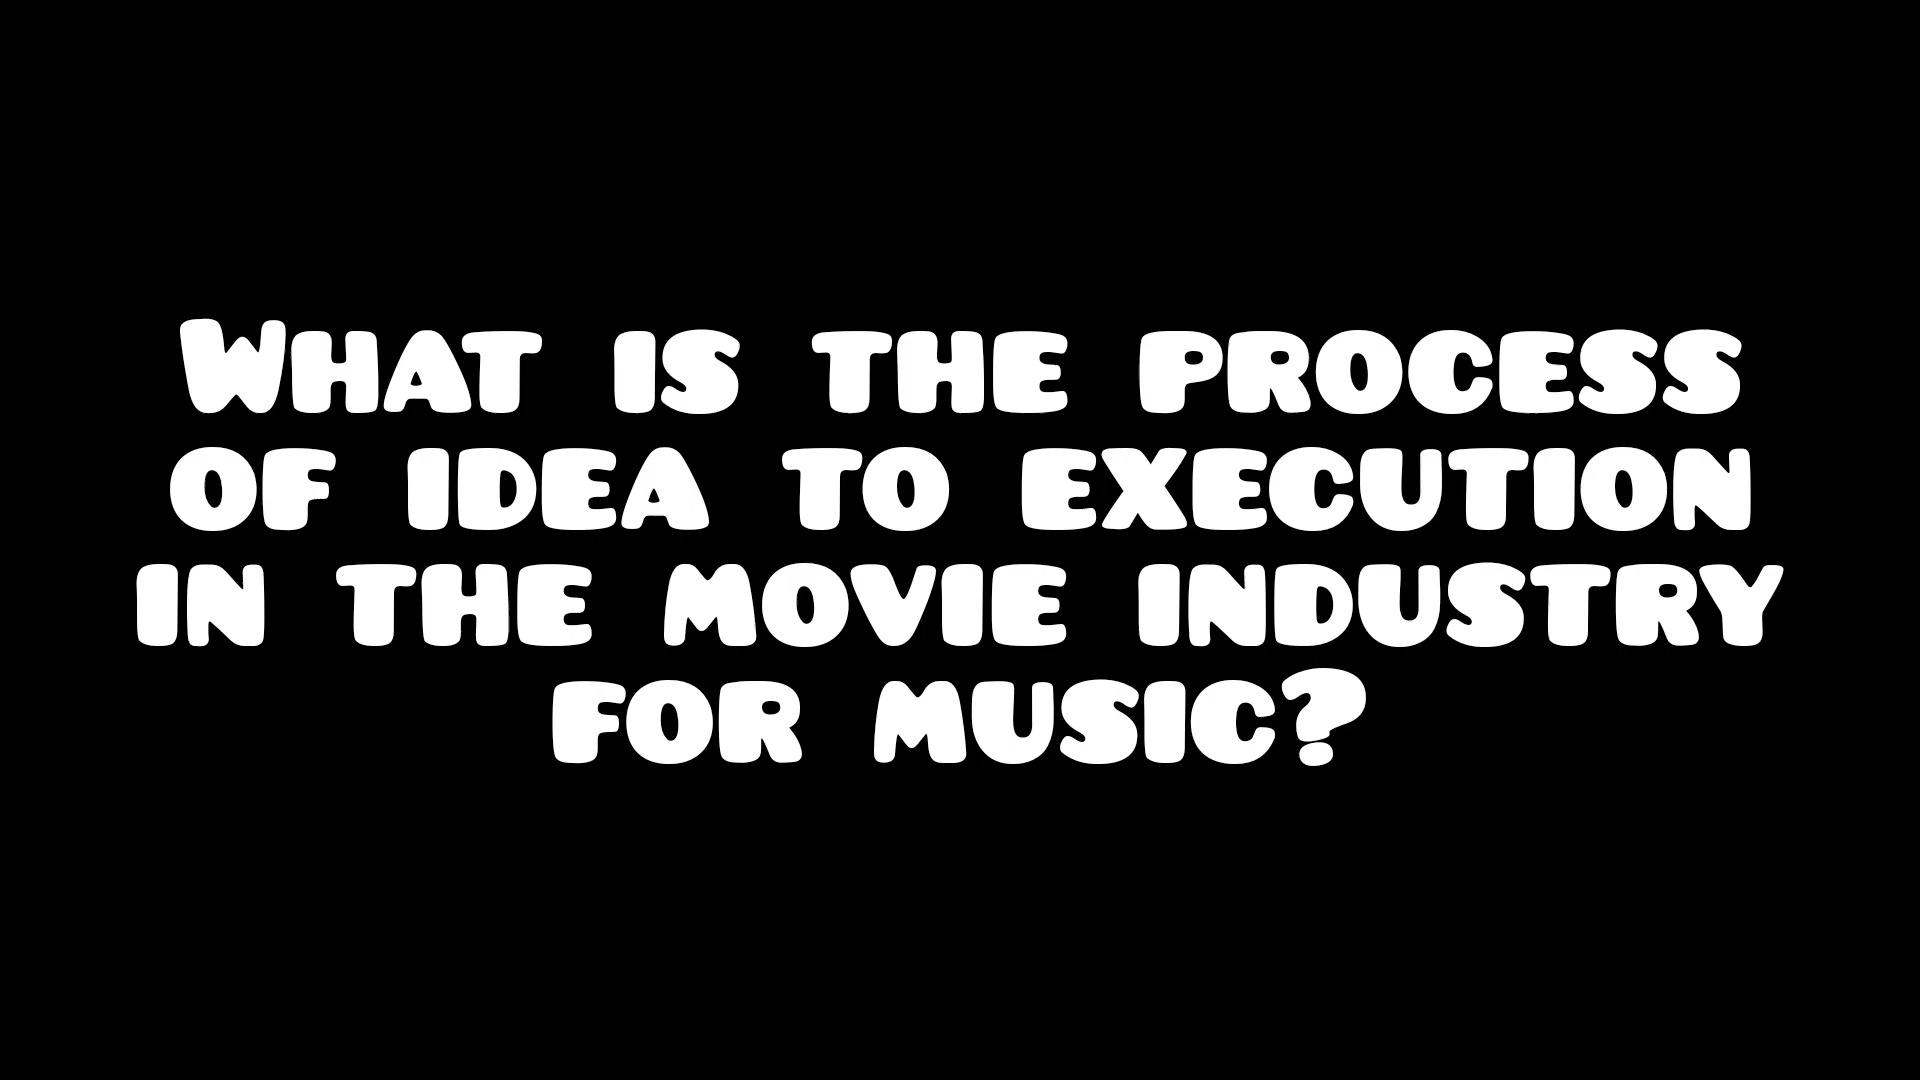 What is the process
of idea to execution
in the movie industry
for music?